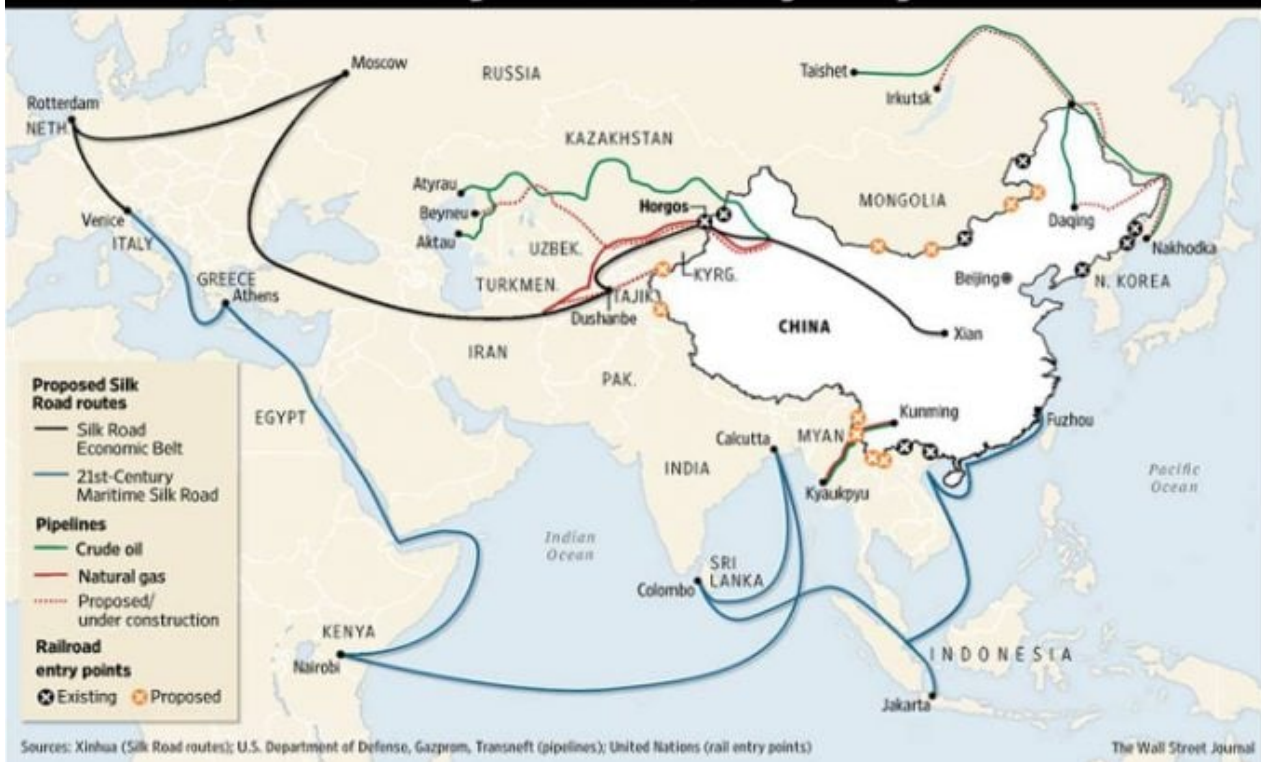 Moscow
RUSSIA
Taishet
Irkutsk
Rotterdam
NETH.
KAZAKHSTAN
Atyrau
Beyneu
Aktau
Horgos
MONGOLIA
Daqing
Nakhodka
Venice
ITALY
UZBEK.
TURKMEN.
KYRG.
TAJIK.
Dushanbe
Beijing
N. KOREA
GREECE
Athens
CHINA
Xian
IRAN
PAK.
EGYPT
Kunming
Fuzhou
Calcutta
MYAN.
INDIA
Kyaukpyu
Pacific
Ocean
Indian
Ocean
SRI
LANKA
Colombo
KENYA
Nairobi
INDONESIA
Jakarta
Proposed Silk
Road routes
Silk Road
Economic Belt
21st-Century
Maritime Silk Road
Pipelines
Crude oil
Natural gas
Proposed/
under construction
Railroad
entry points
Existing Proposed
Sources: Xinhua (Silk Road routes); U.S. Department of Defense, Gazprom, Transneft (pipelines); United Nations (rail entry points)
The Wall Street Journal